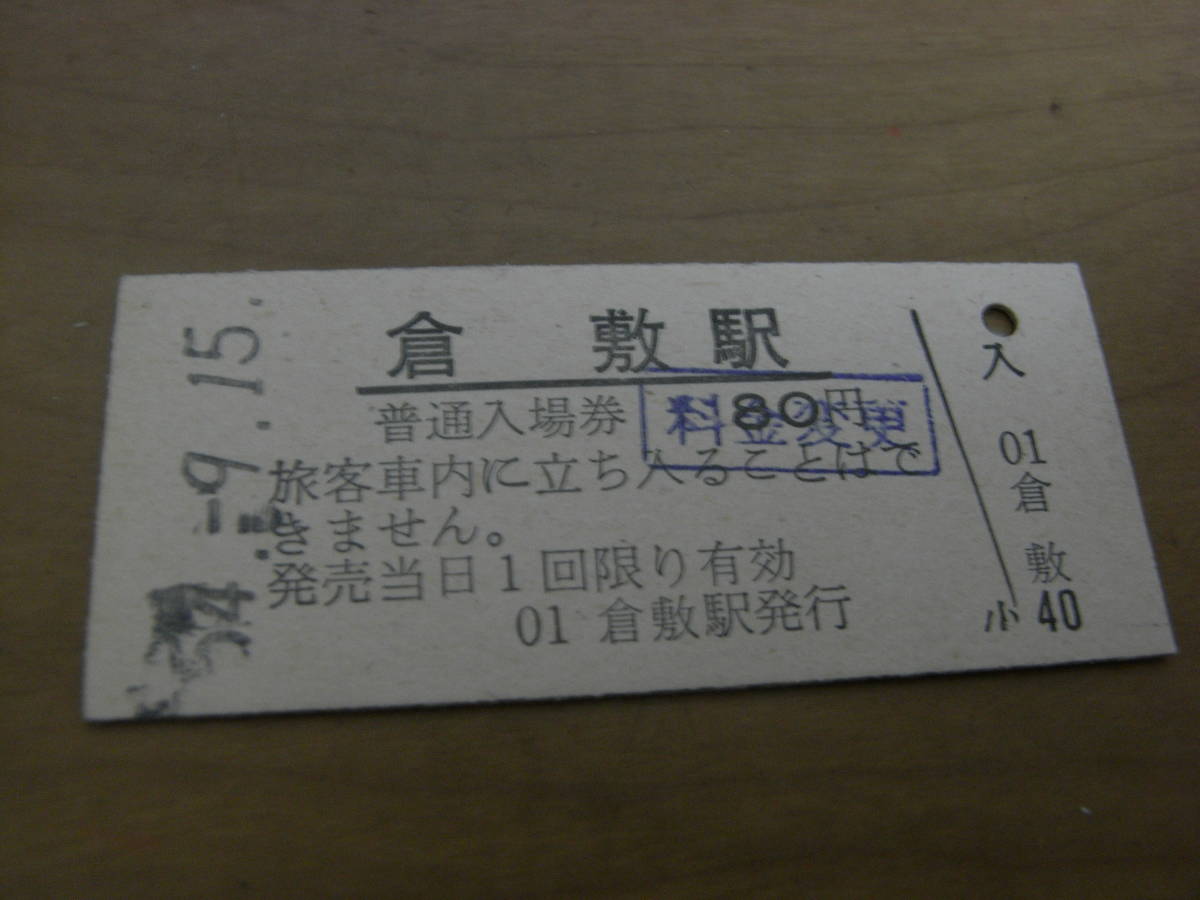 倉敷駅
普通入場券 80円
料金変更
旅客車内に立ち入ることはで
きません。
発売当日1回限り有効
01 倉敷駅発行
54.-9.15.
入
01
倉敷
小 40